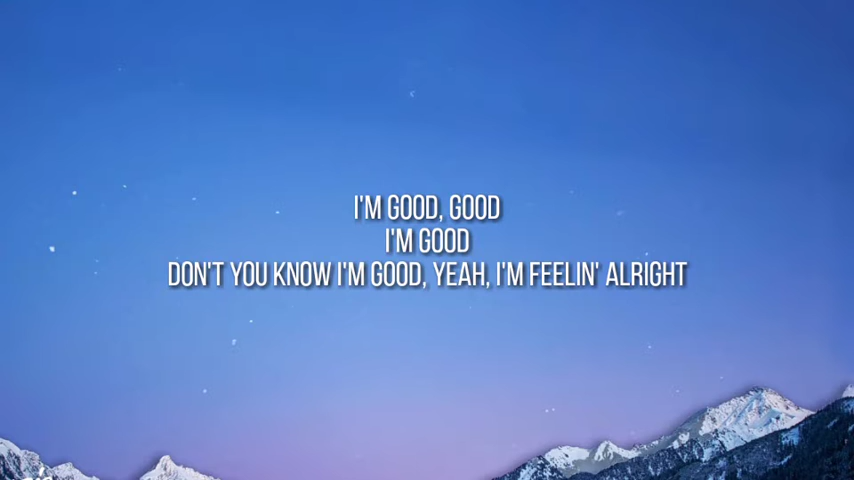 I'M GOOD, GOOD
I'M GOOD
DON'T YOU KNOW I'M GOOD, YEAH, I'M FEELIN' ALRIGHT